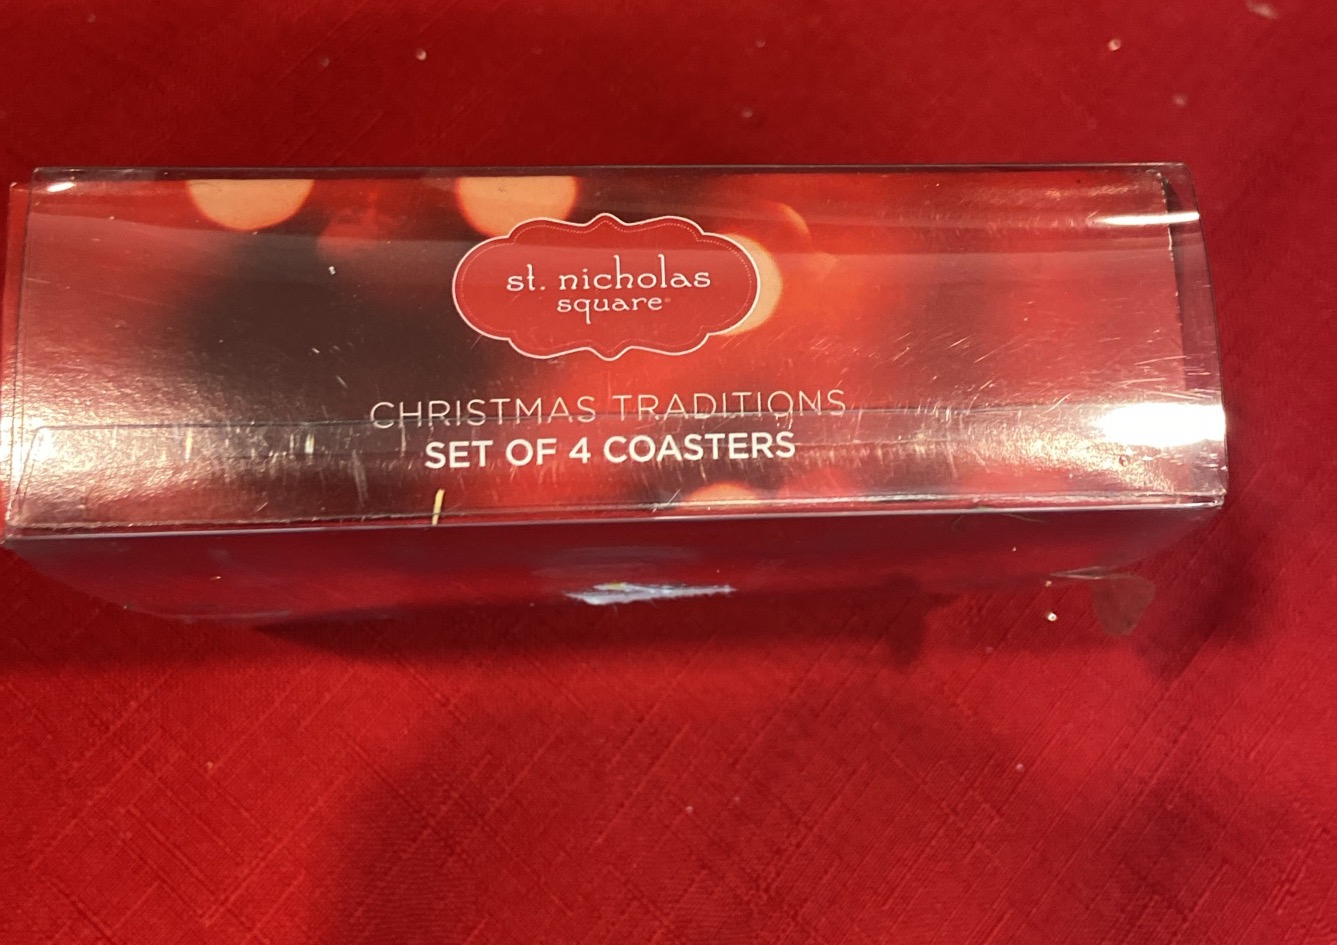 st. nicholas
square
CHRISTMAS TRADITIONS
SET OF 4 COASTERS